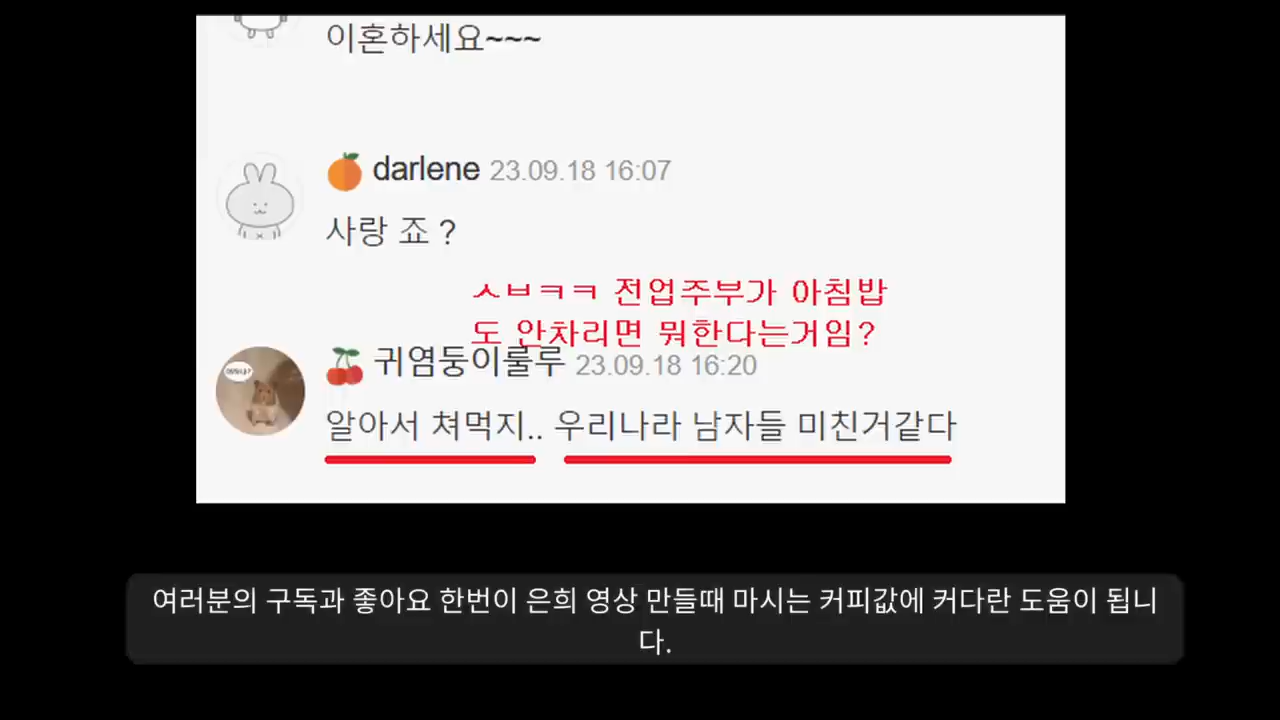 이혼하세요~~~
darlene 23.09.18 16:07
사랑 죠 ?
ㅅㅂㅋㅋ 전업주부가 아침밥
도 안차리면 뭐한다는거임?
귀염둥이룰루 23.09.18 16:20
알아서 쳐먹지.. 우리나라 남자들 미친거같다
여러분의 구독과 좋아요 한번이 은희 영상 만들때 마시는 커피값에 커다란 도움이 됩니
다.